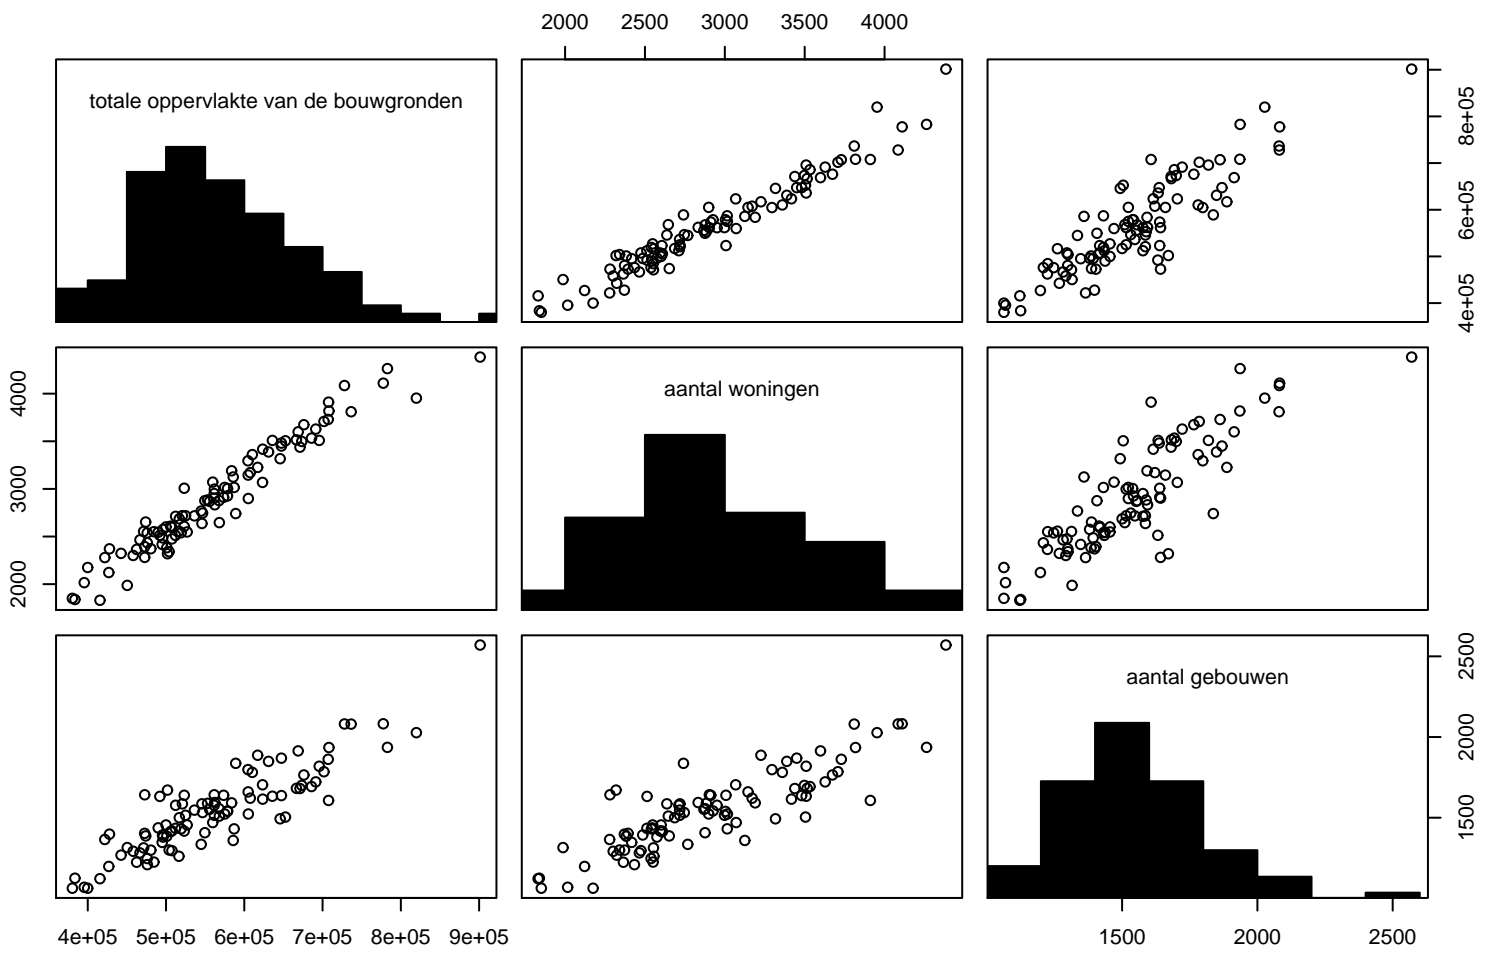 2000 2500 3000 3500 4000
totale oppervlakte van de bouwgronden
4e+05 6e+05 8e+05
2000 3000 4000
aantal woningen
aantal gebouwen
1500 2000 2500
4e+05 5e+05 6e+05 7e+05 8e+05 9e+05
1500 2000 2500